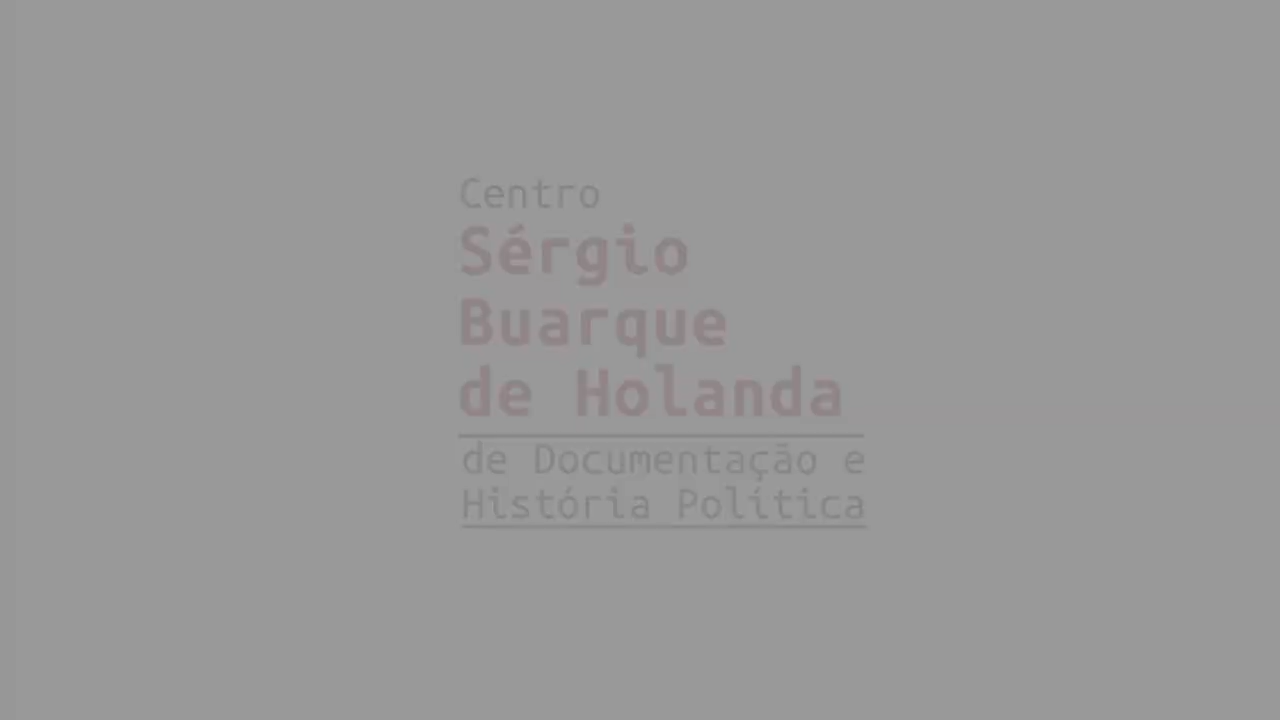 Centro
Sérgio
Buarque
de Holanda
de Documentação e
História Política